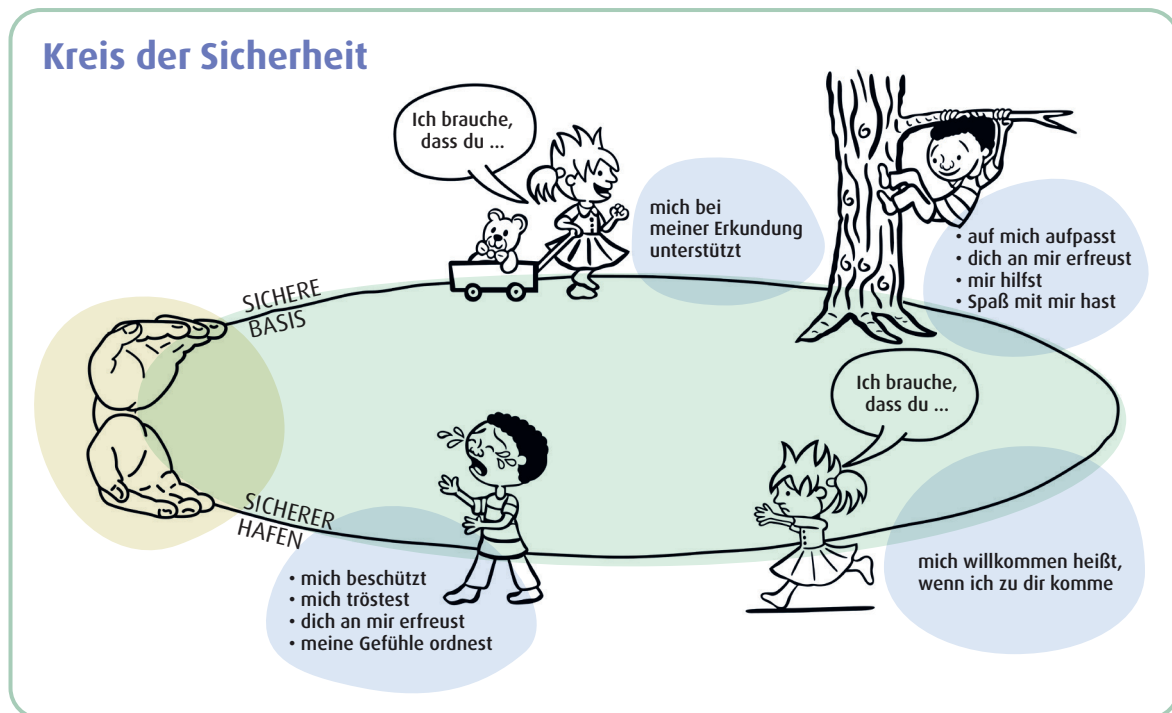 Kreis der Sicherheit
Ich brauche,
dass du ...
mich bei
meiner Erkundung
unterstützt
• auf mich aufpasst
• dich an mir erfreust
• mir hilfst
• Spaß mit mir hast
SICHERE
BASIS
Ich brauche,
dass du ...
SICHERER
HAFEN
mich willkommen heißt,
wenn ich zu dir komme
• mich beschützt
• mich tröstest
• dich an mir erfreust
• meine Gefühle ordnest